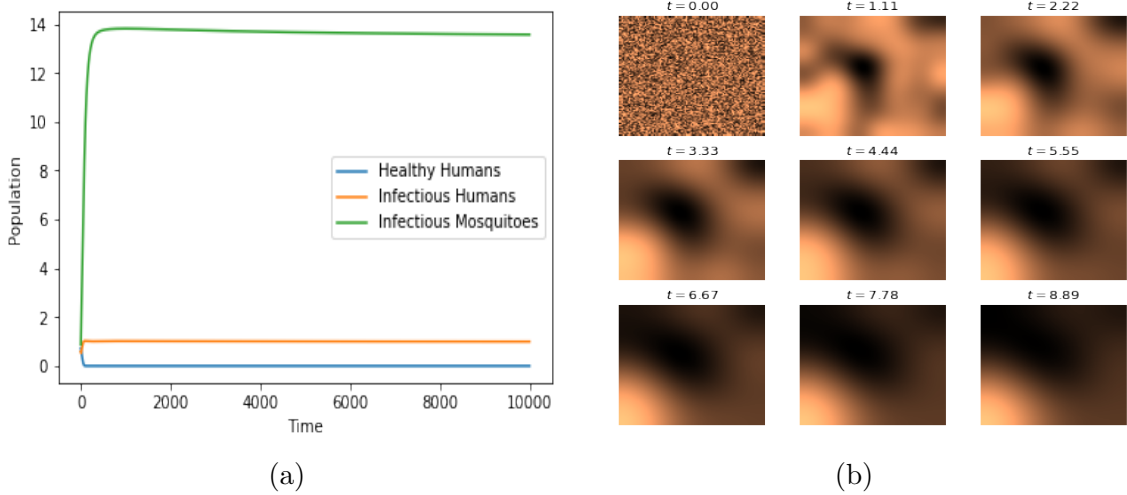 14
12
10
8
6
4
2
0
Population
0 2000 4000 6000 8000 10000
Time
Healthy Humans
Infectious Humans
Infectious Mosquitoes
(a)
t = 0.00 t = 1.11 t = 2.22
t = 3.33 t = 4.44 t = 5.55
t = 6.67 t = 7.78 t = 8.89
(b)